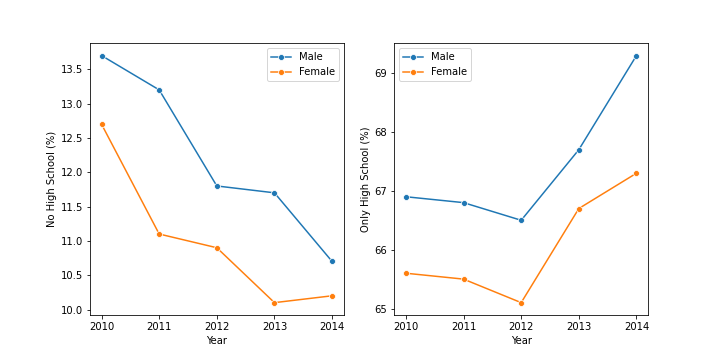 No High School (%)
13.5
13.0
12.5
12.0
11.5
11.0
10.5
10.0
2010 2011 2012 2013 2014
Year
Male
Female
Only High School (%)
69
68
67
66
65
2010 2011 2012 2013 2014
Year
Male
Female